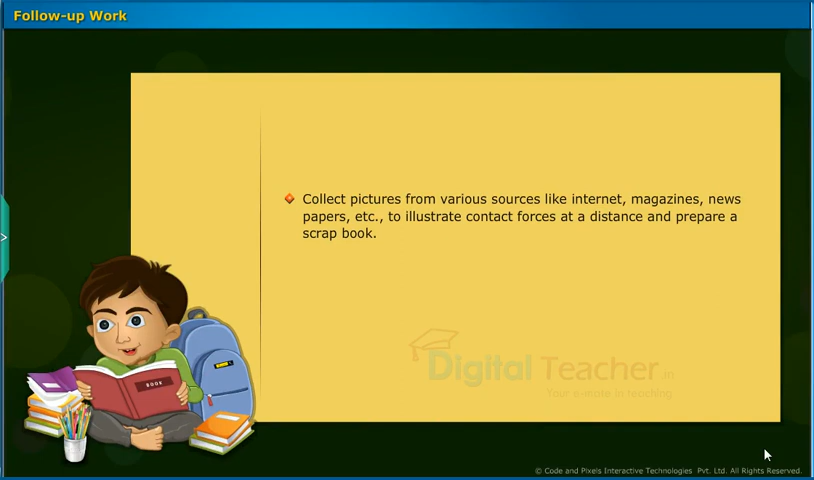 Follow-up Work
Collect pictures from various sources like internet, magazines, news
papers, etc., to illustrate contact forces at a distance and prepare a
scrap book.
BOOK
Digital Teacher.in
Your e-mate in teaching
© Code and Pixels Interactive Technologies Pvt. Ltd. All Rights Reserved.